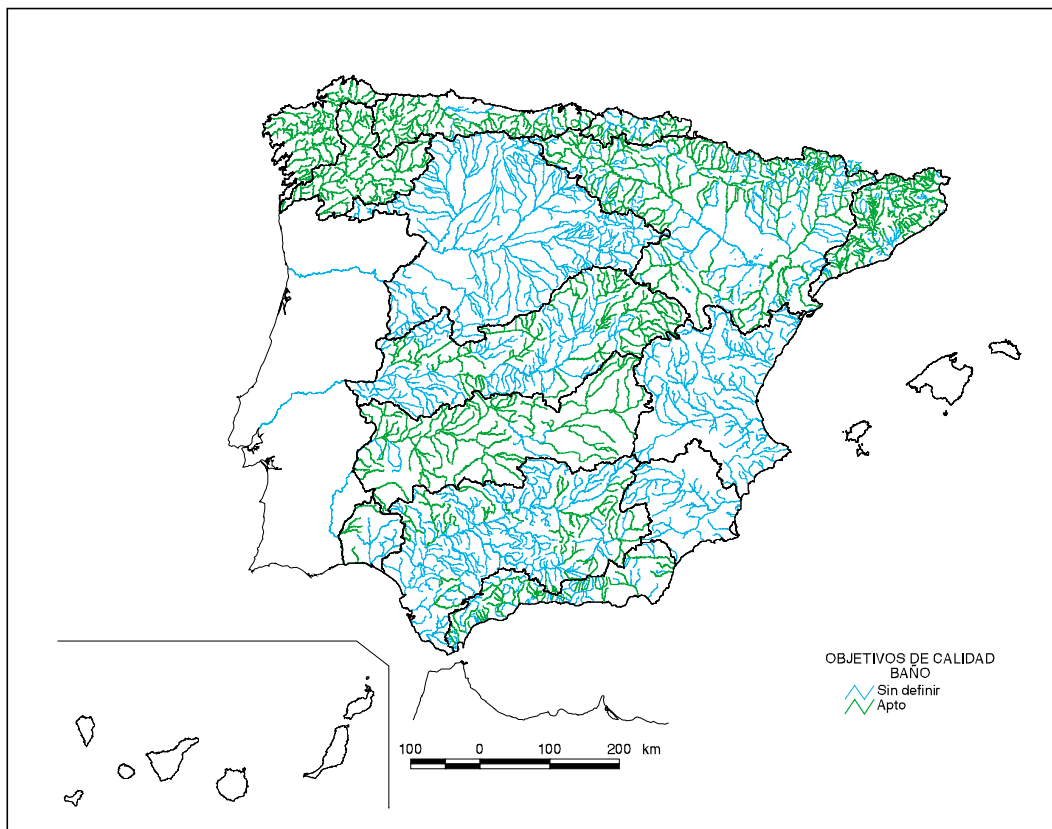 OBJETIVOS DE CALIDAD
BAÑO
Sin definir
Apto
100 0 100 200 km